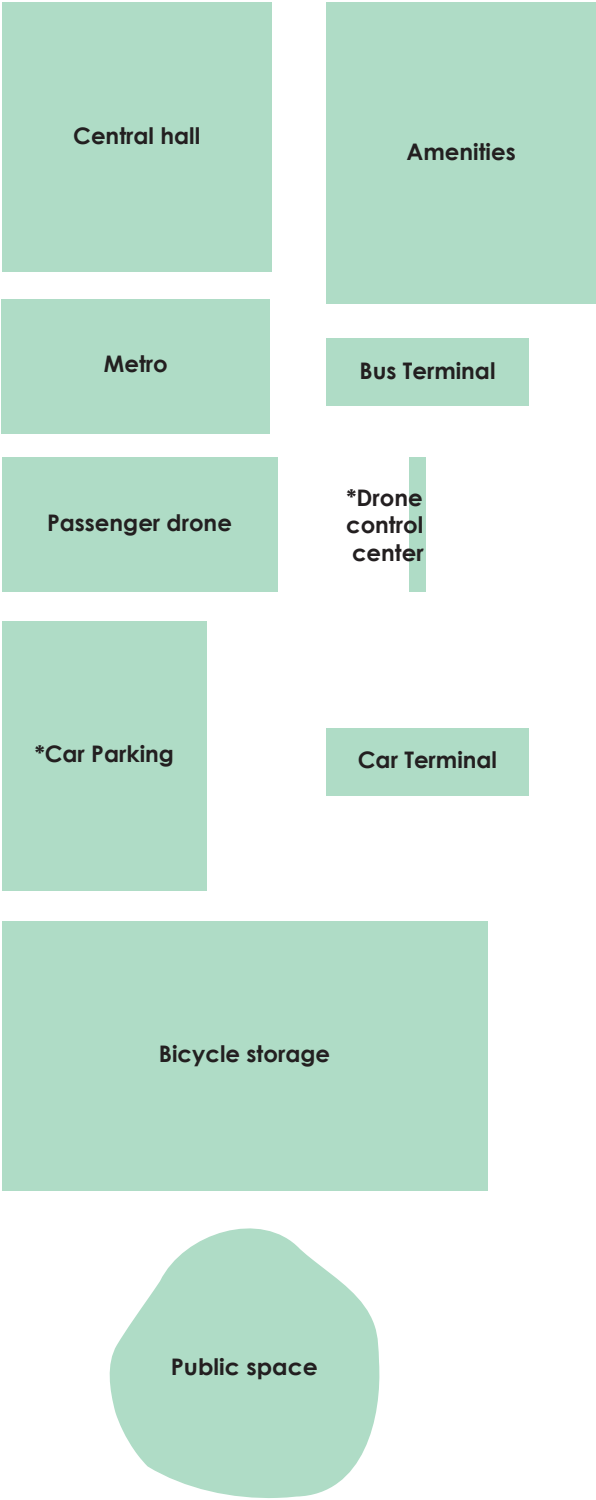 Central hall
Amenities
Metro
Bus Terminal
Passenger drone
*Drone
control
center
*Car Parking
Car Terminal
Bicycle storage
Public space